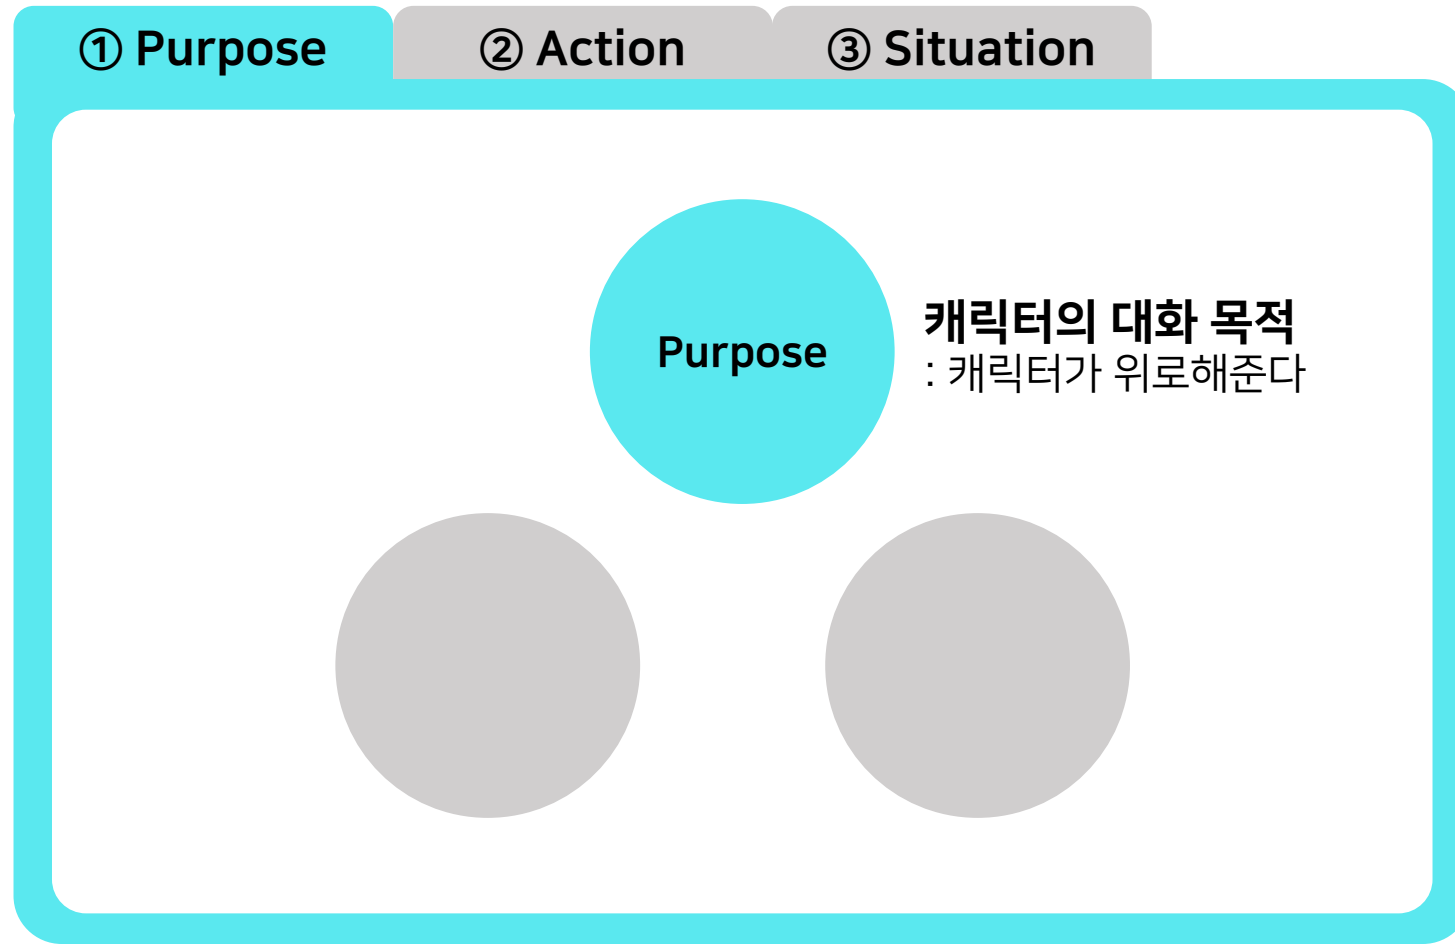 ① Purpose
② Action
③ Situation
Purpose
캐릭터의 대화 목적
: 캐릭터가 위로해준다